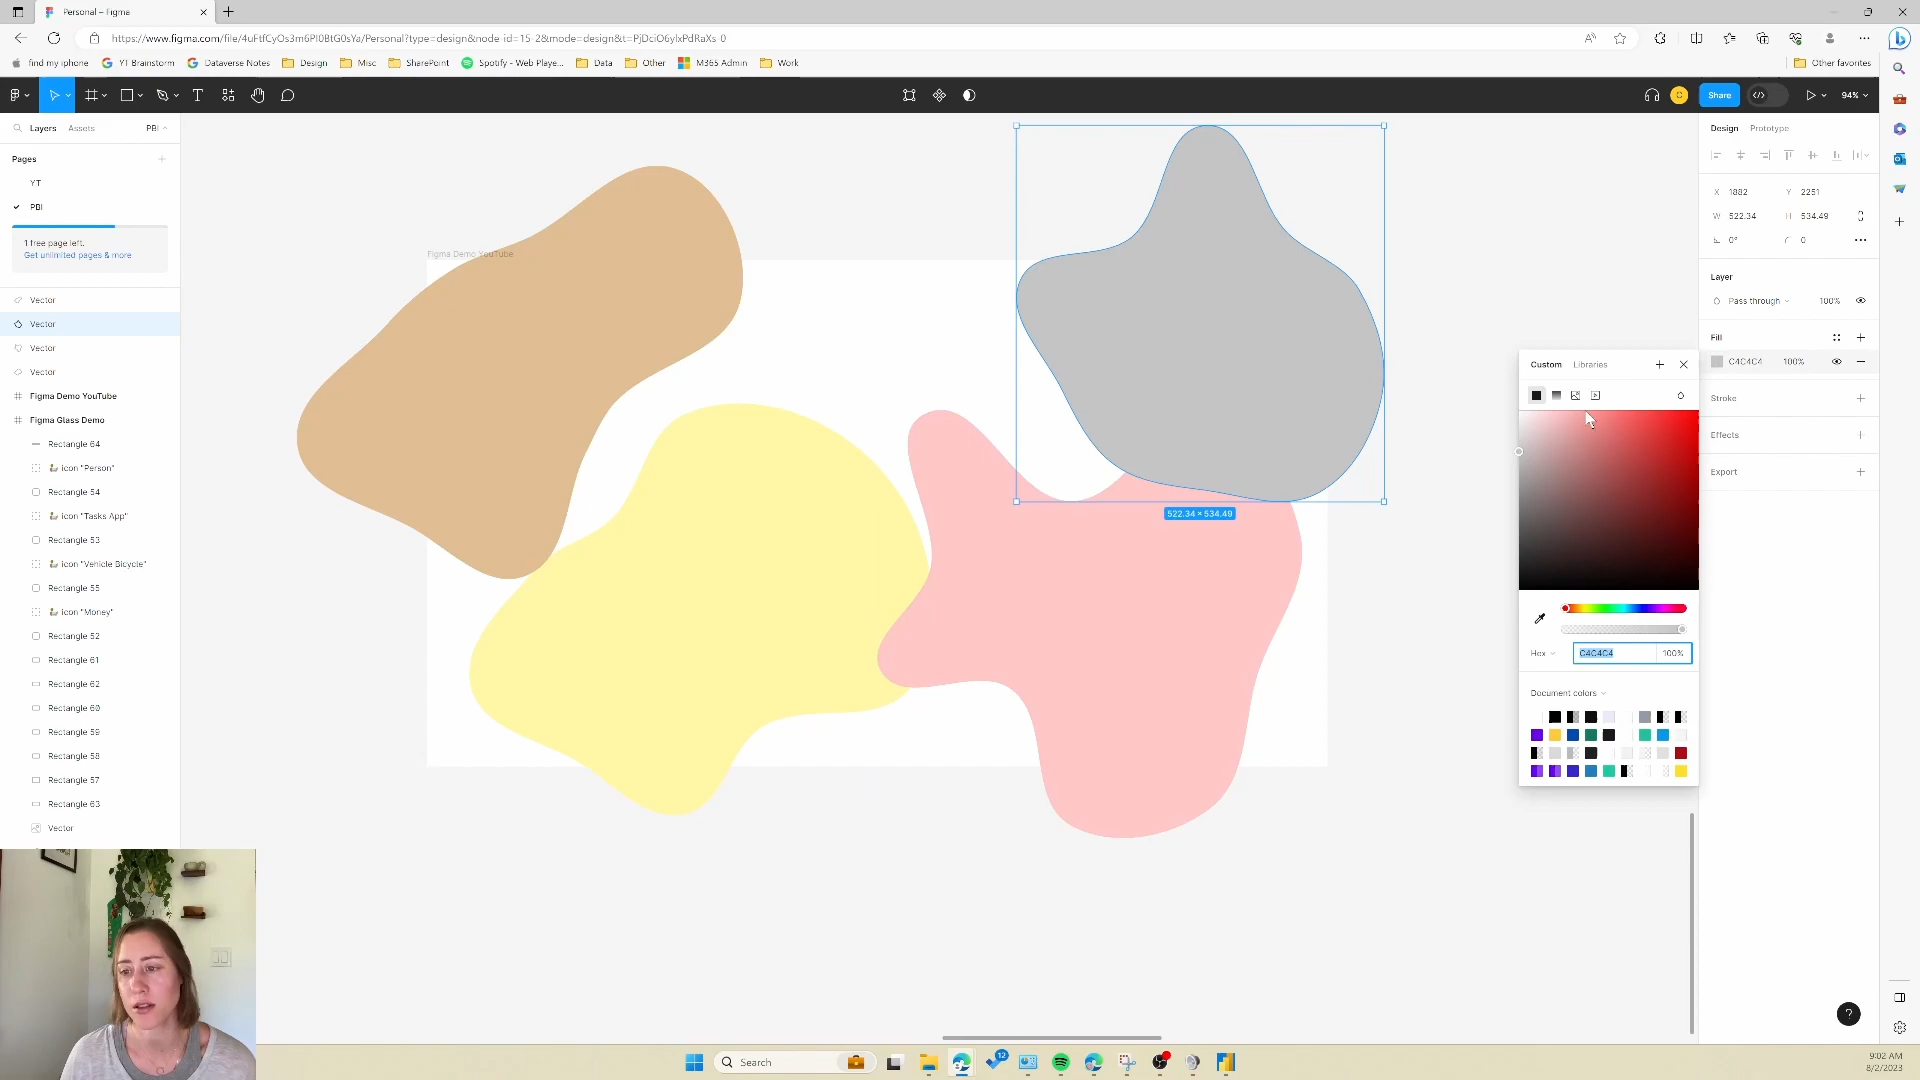 Personal – Figma
https://www.figma.com/file/4uFtfCyOs3m6PI0BtG0sYa/Personal?type=design&node-id=15-2&mode=design&t=PjDciO6ylxPdRaXs-0
find my iphone
YT Brainstorm
Dataverse Notes
Design
Misc
SharePoint
Spotify - Web Playe...
Data
Other
M365 Admin
Work
Other favorites
C
Share
94%
Layers
Assets
PBI
Design
Prototype
Pages
YT
PBI
1 free page left.
Get unlimited pages & more
Vector
Vector
Vector
Vector
Figma Demo YouTube
Figma Glass Demo
Rectangle 64
icon "Person"
Rectangle 54
icon "Tasks App"
Rectangle 53
icon "Vehicle Bicycle"
Rectangle 55
icon "Money"
Rectangle 52
Rectangle 61
Rectangle 62
Rectangle 60
Rectangle 59
Rectangle 58
Rectangle 57
Rectangle 63
Vector
Figma Demo YouTube
522.34 × 534.49
X 1882
Y 2251
W 522.34
H 534.49
0°
0
Layer
Pass through
100%
Fill
C4C4C4
100%
Stroke
Effects
Export
Custom
Libraries
Hex
C4C4C4
100%
Document colors
?
Search
12
9:02 AM
8/2/2023